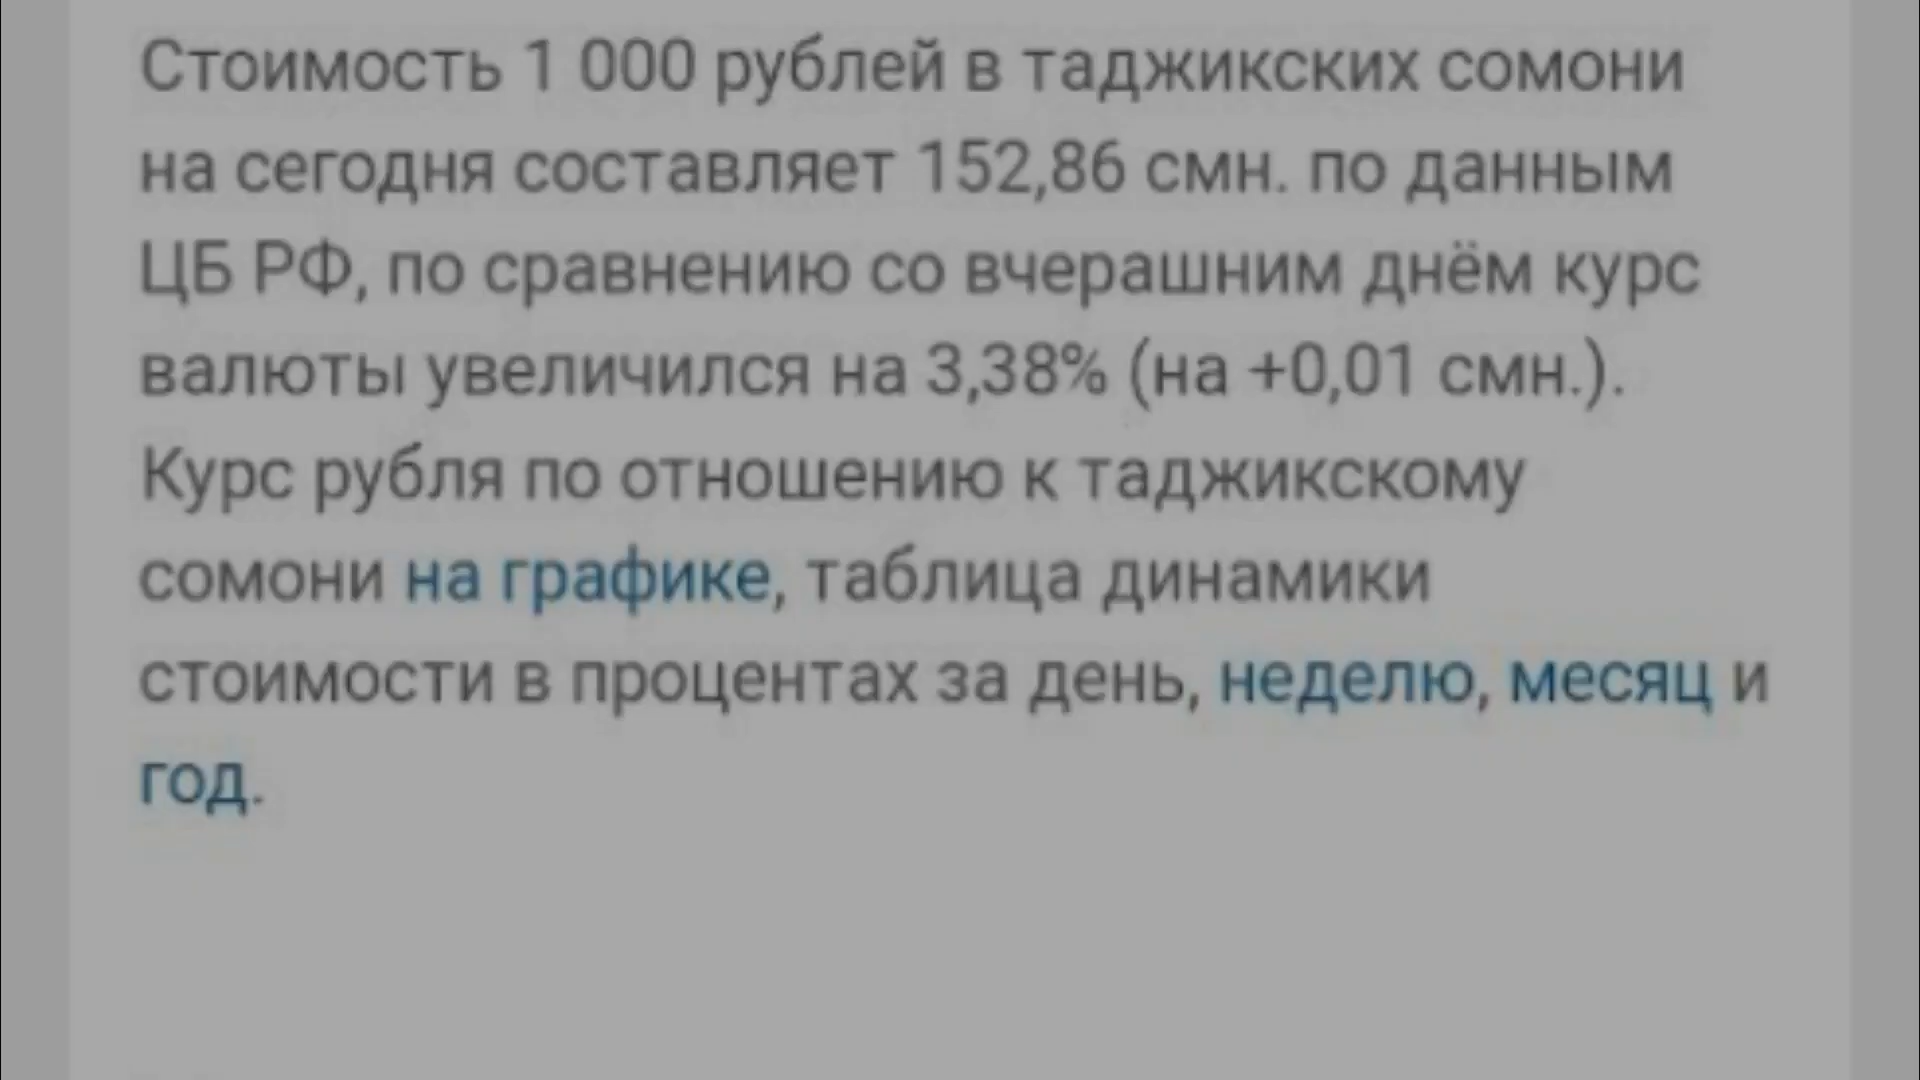 Стоимость 1 000 рублей в таджикских сомони
на сегодня составляет 152,86 смн. по данным
ЦБ РФ, по сравнению со вчерашним днём курс
валюты увеличился на 3,38% (на +0,01 смн.).
Курс рубля по отношению к таджикскому
сомони на графике, таблица динамики
стоимости в процентах за день, неделю, месяц и
год.